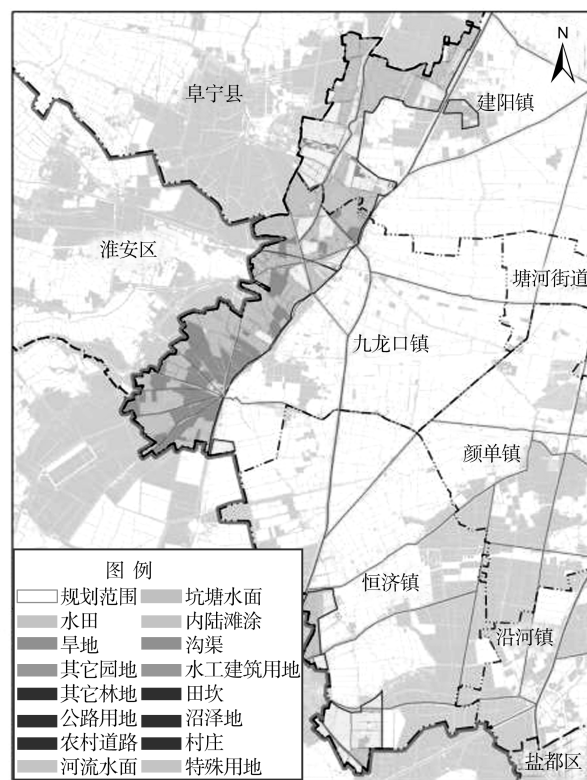 N
阜宁县
建阳镇
淮安区
塘河街道
九龙口镇
颜单镇
恒济镇
沿河镇
盐都区
图 例
规划范围 坑塘水面
水田 内陆滩涂
旱地 沟渠
其它园地 水工建筑用地
其它林地 田坎
公路用地 沼泽地
农村道路 村庄
河流水面 特殊用地